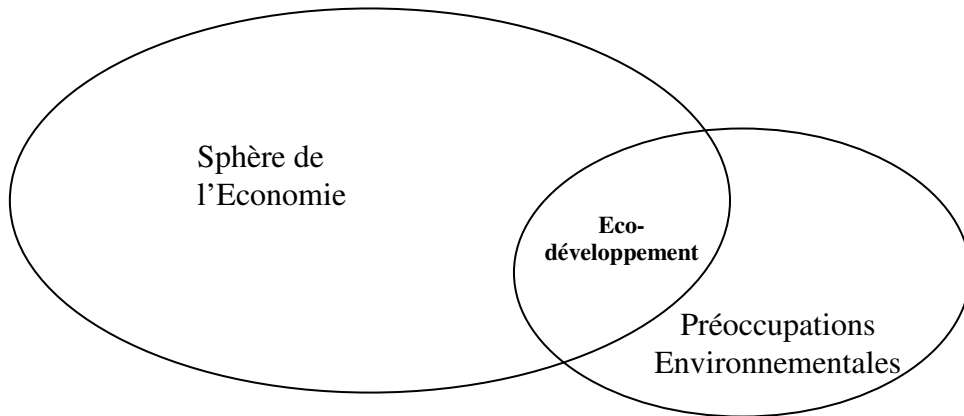 Sphère de
l’Economie
Eco-
développement
Préoccupations
Environnementales